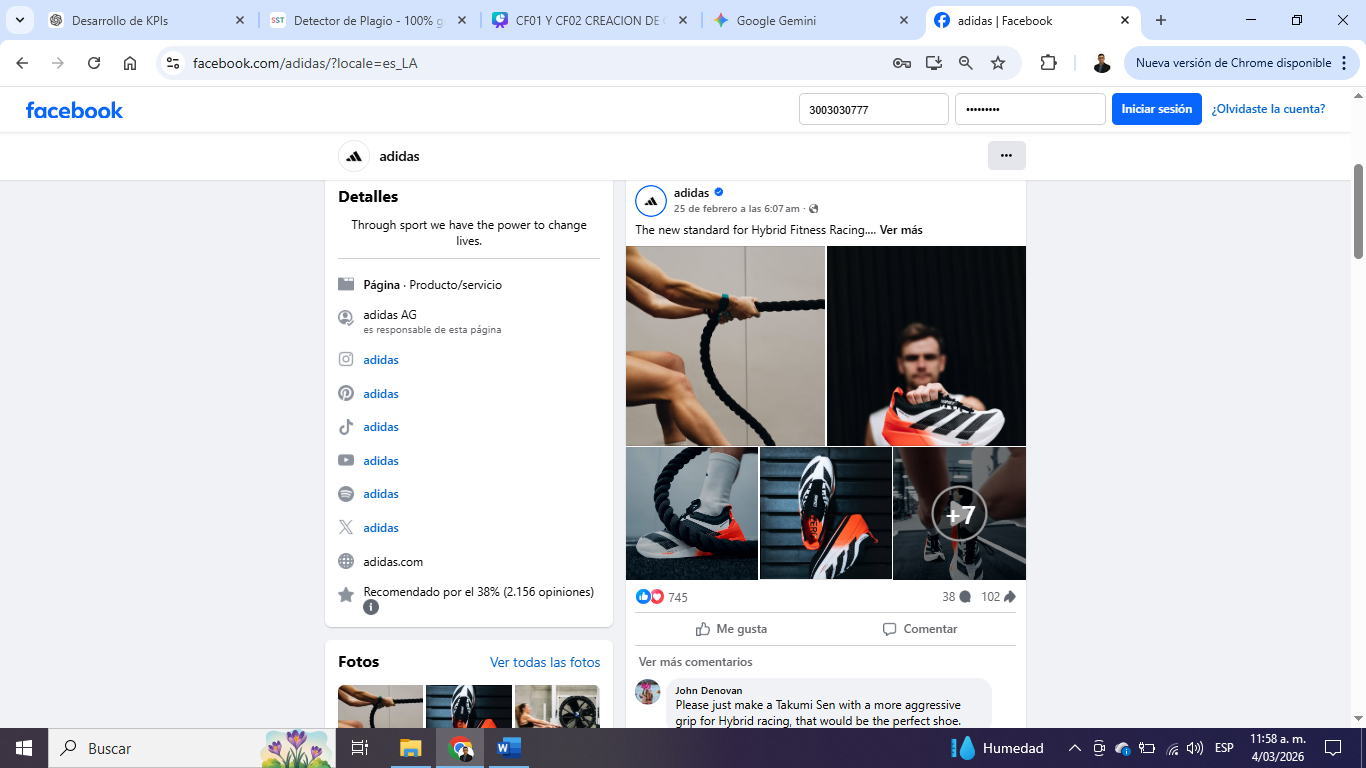 Desarrollo de KPIs
SST
Detector de Plagio - 100% g
CF01 Y CF02 CREACION DE
Google Gemini
adidas | Facebook
facebook.com/adidas/?locale=es_LA
Nueva versión de Chrome disponible
facebook
3003030777
•••••••••
Iniciar sesión
¿Olvidaste la cuenta?
adidas
Detalles
Through sport we have the power to change
lives.
Página · Producto/servicio
adidas AG
es responsable de esta página
adidas
adidas
adidas
adidas
adidas
adidas
adidas.com
Recomendado por el 38% (2.156 opiniones)
Fotos
Ver todas las fotos
adidas
25 de febrero a las 6:07 am ·
The new standard for Hybrid Fitness Racing.... Ver más
+7
745
38
102
Me gusta
Comentar
Ver más comentarios
John Denovan
Please just make a Takumi Sen with a more aggressive
grip for Hybrid racing, that would be the perfect shoe.
Buscar
Humedad
ESP
11:58 a. m.
4/03/2026